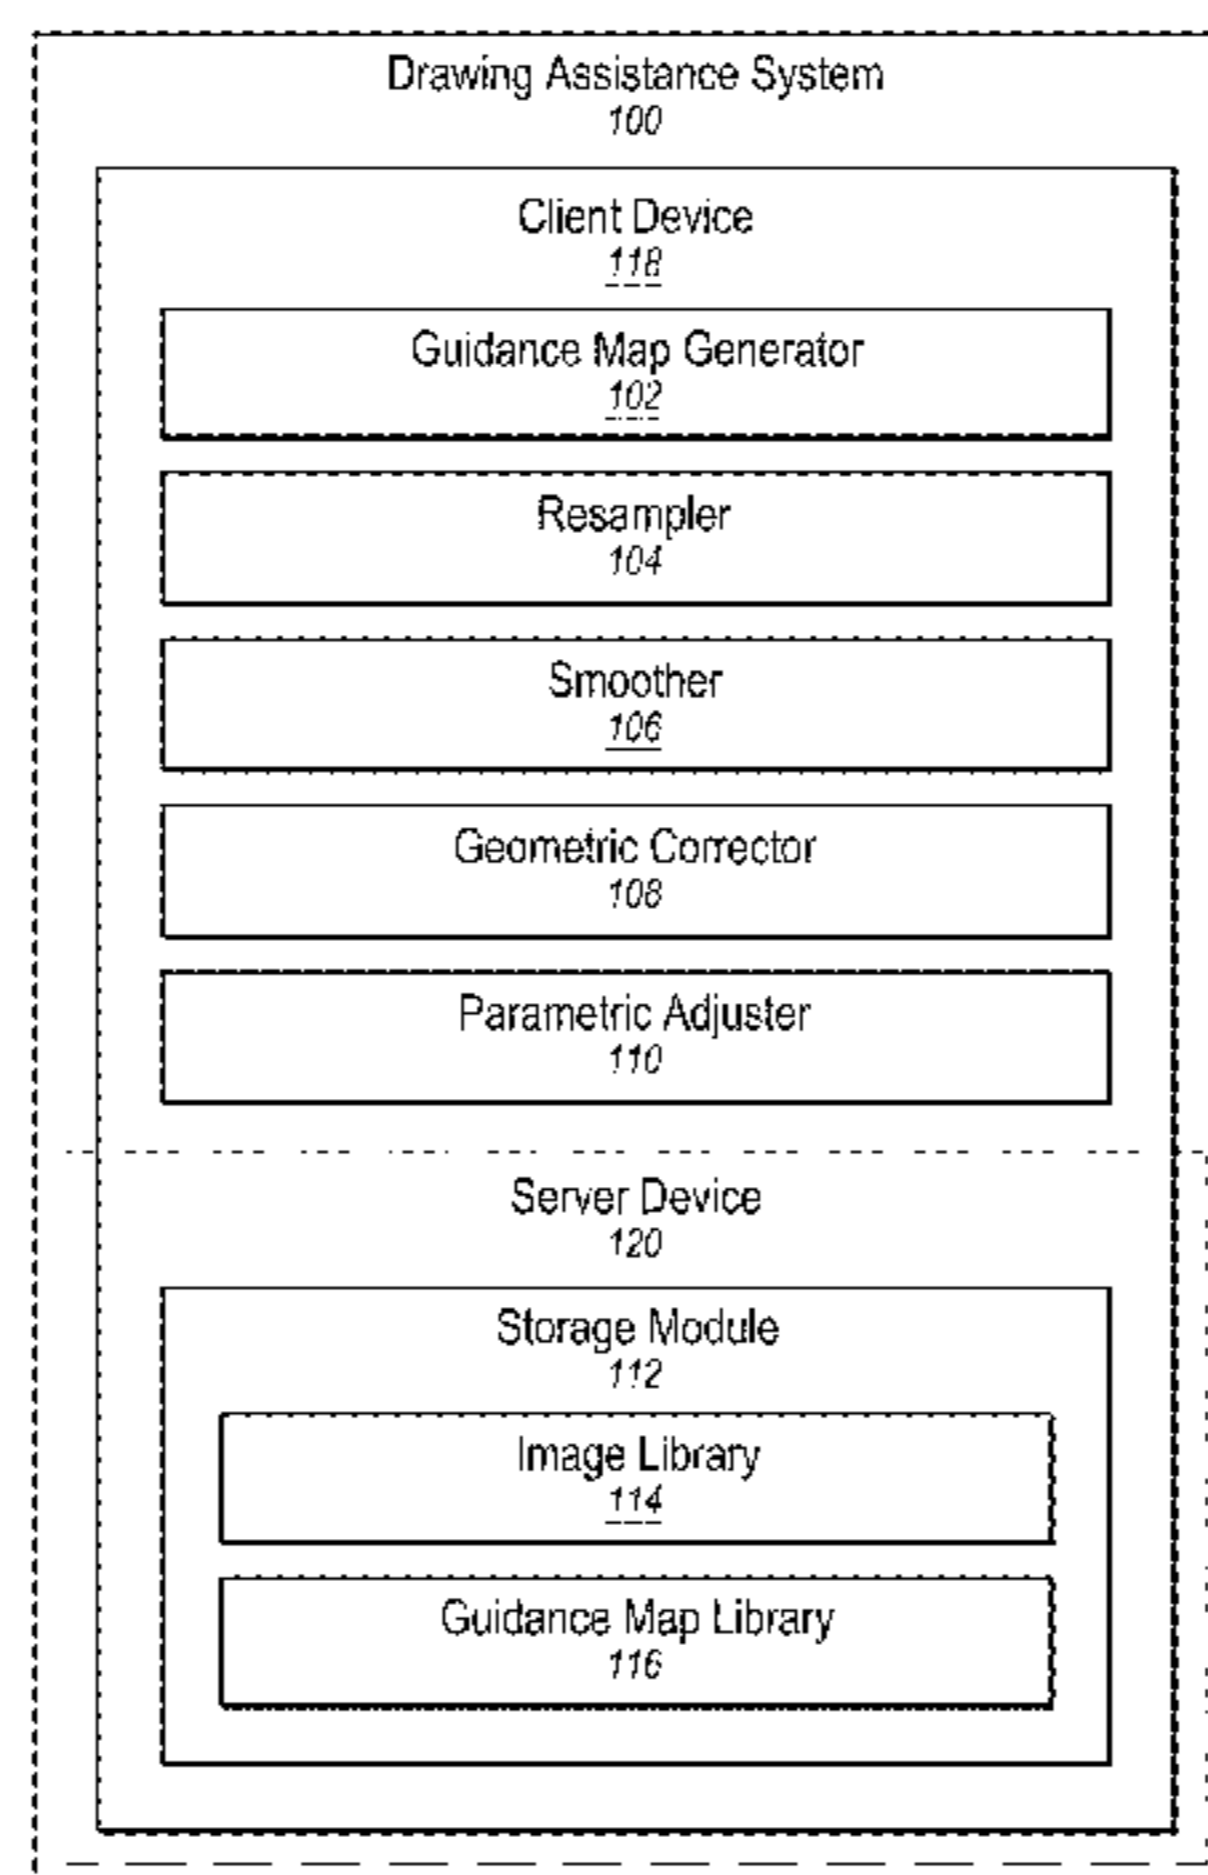 Drawing Assistance System
100
Client Device
118
Guidance Map Generator
102
Resampler
104
Smoother
106
Geometric Corrector
108
Parametric Adjuster
110
Server Device
120
Storage Module
112
Image Library
114
Guidance Map Library
116